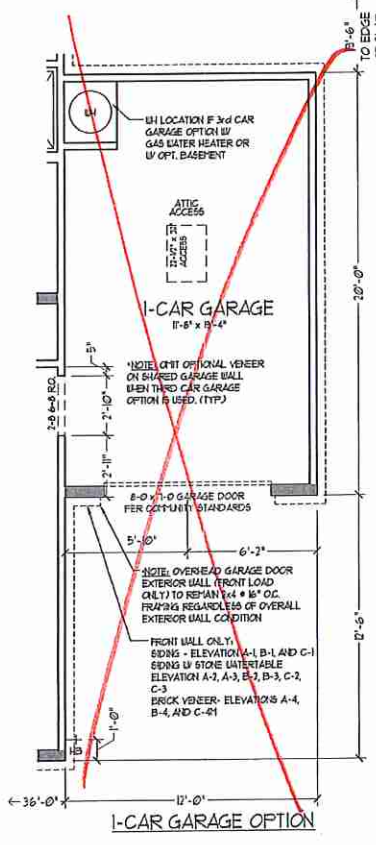 13'-6"
TO EDGE
WH LOCATION IF 3rd CAR
GARAGE OPTION W/
GAS WATER HEATER OR
W/ OPT. BASEMENT
ATTIC
ACCESS
22-1/2" x 30"
ACCESS
20'-0"
1-CAR GARAGE
11'-8" x 19'-4"
5"
*NOTE: OMIT OPTIONAL VENEER
ON SHARED GARAGE WALL
WHEN THIRD CAR GARAGE
OPTION IS USED. (TYP.)
2-8 6-8 R.O.
2'-10"
2'-11"
8-0 x 7-0 GARAGE DOOR
PER COMMUNITY STANDARDS
5'-10"
6'-2"
*NOTE: OVERHEAD GARAGE DOOR
EXTERIOR WALL (FRONT LOAD
ONLY) TO REMAIN 2x4 @ 16" O.C.
FRAMING REGARDLESS OF OVERALL
EXTERIOR WALL CONDITION
12'-6"
FRONT WALL ONLY:
SIDING - ELEVATION A-1, B-1, AND C-1
SIDING W/ STONE WATERTABLE
ELEVATION A-2, A-3, B-2, B-3, C-2,
C-3
BRICK VENEER- ELEVATIONS A-4,
B-4, AND C-4M
1'-0"
36'-0"
12'-0"
1-CAR GARAGE OPTION